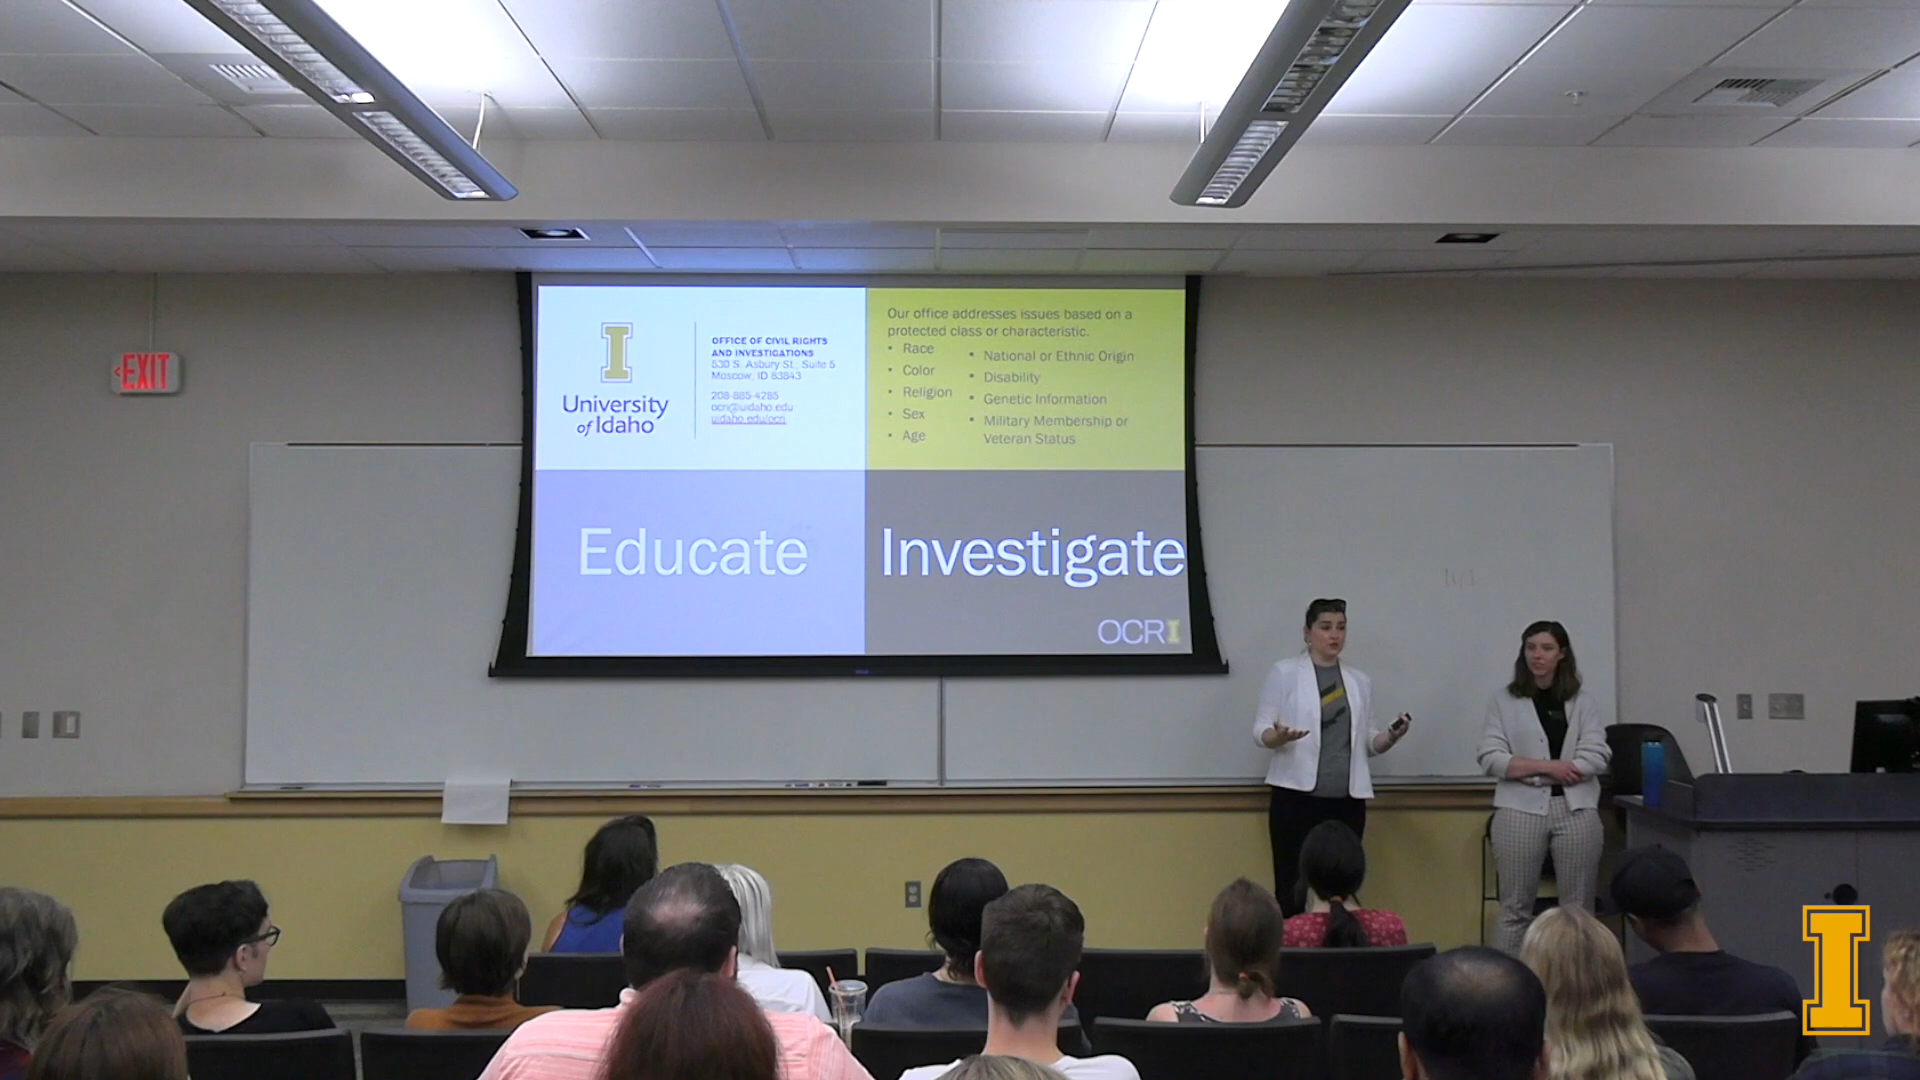 EXIT
I
University
of Idaho
OFFICE OF CIVIL RIGHTS
AND INVESTIGATIONS
530 S. Asbury St., Suite 5
Moscow, ID 83843
208-885-4285
ocri@uidaho.edu
uidaho.edu/ocri
Our office addresses issues based on a
protected class or characteristic.
• Race
• Color
• Religion
• Sex
• Age
• National or Ethnic Origin
• Disability
• Genetic Information
• Military Membership or
Veteran Status
Educate
Investigate
OCRI
I